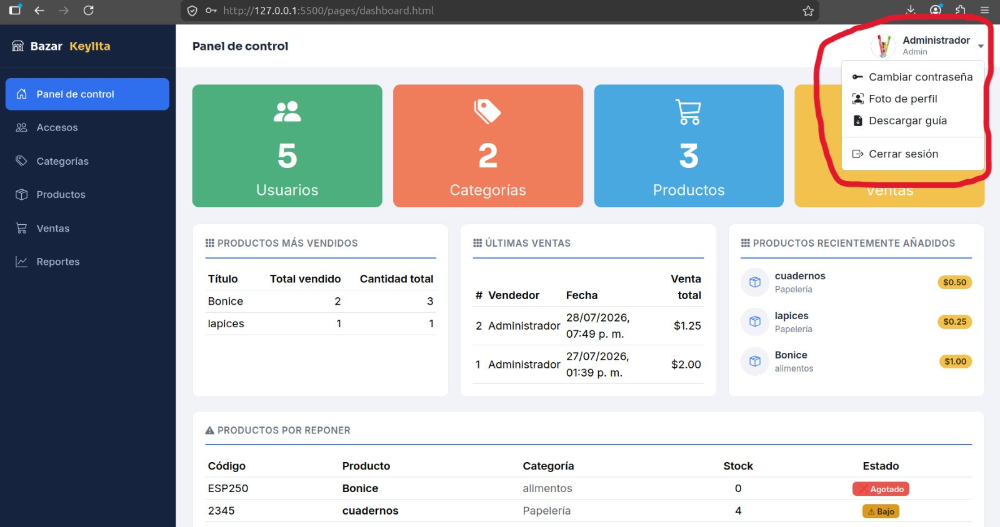 http://127.0.0.1:5500/pages/dashboard.html
Bazar Keylita
Panel de control
Administrador
Admin
Cambiar contraseña
Foto de perfil
Descargar guía
Cerrar sesión
Panel de control
Accesos
Categorías
Productos
Ventas
Reportes
5
Usuarios
2
Categorías
3
Productos
Ventas
PRODUCTOS MÁS VENDIDOS
Título Total vendido Cantidad total
Bonice 2 3
lapices 1 1
ÚLTIMAS VENTAS
# Vendedor Fecha Venta total
2 Administrador 28/07/2026, 07:49 p. m. $1.25
1 Administrador 27/07/2026, 01:39 p. m. $2.00
PRODUCTOS RECIENTEMENTE AÑADIDOS
cuadernos $0.50
Papelería
lapices $0.25
Papelería
Bonice $1.00
alimentos
PRODUCTOS POR REPONER
Código Producto Categoría Stock Estado
ESP250 Bonice alimentos 0 Agotado
2345 cuadernos Papelería 4 Bajo